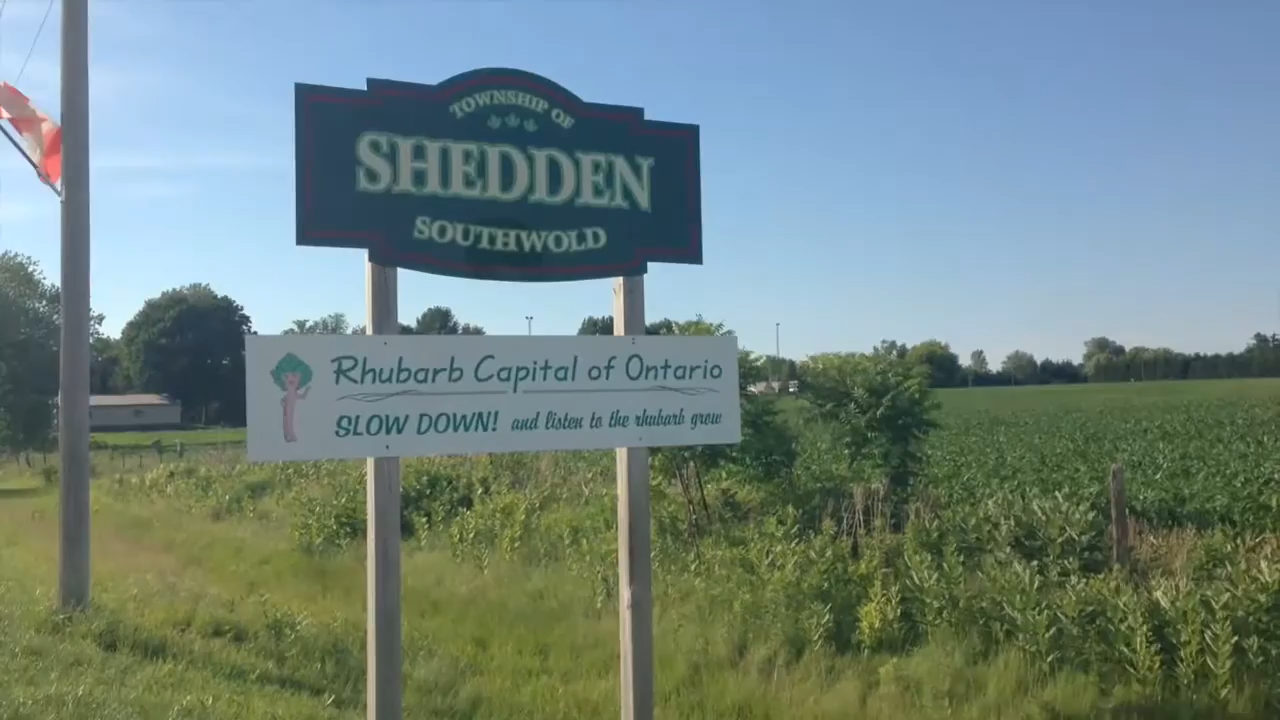 TOWNSHIP OF
SHEDDEN
SOUTHWOLD
Rhubarb Capital of Ontario
SLOW DOWN! and listen to the rhubarb grow